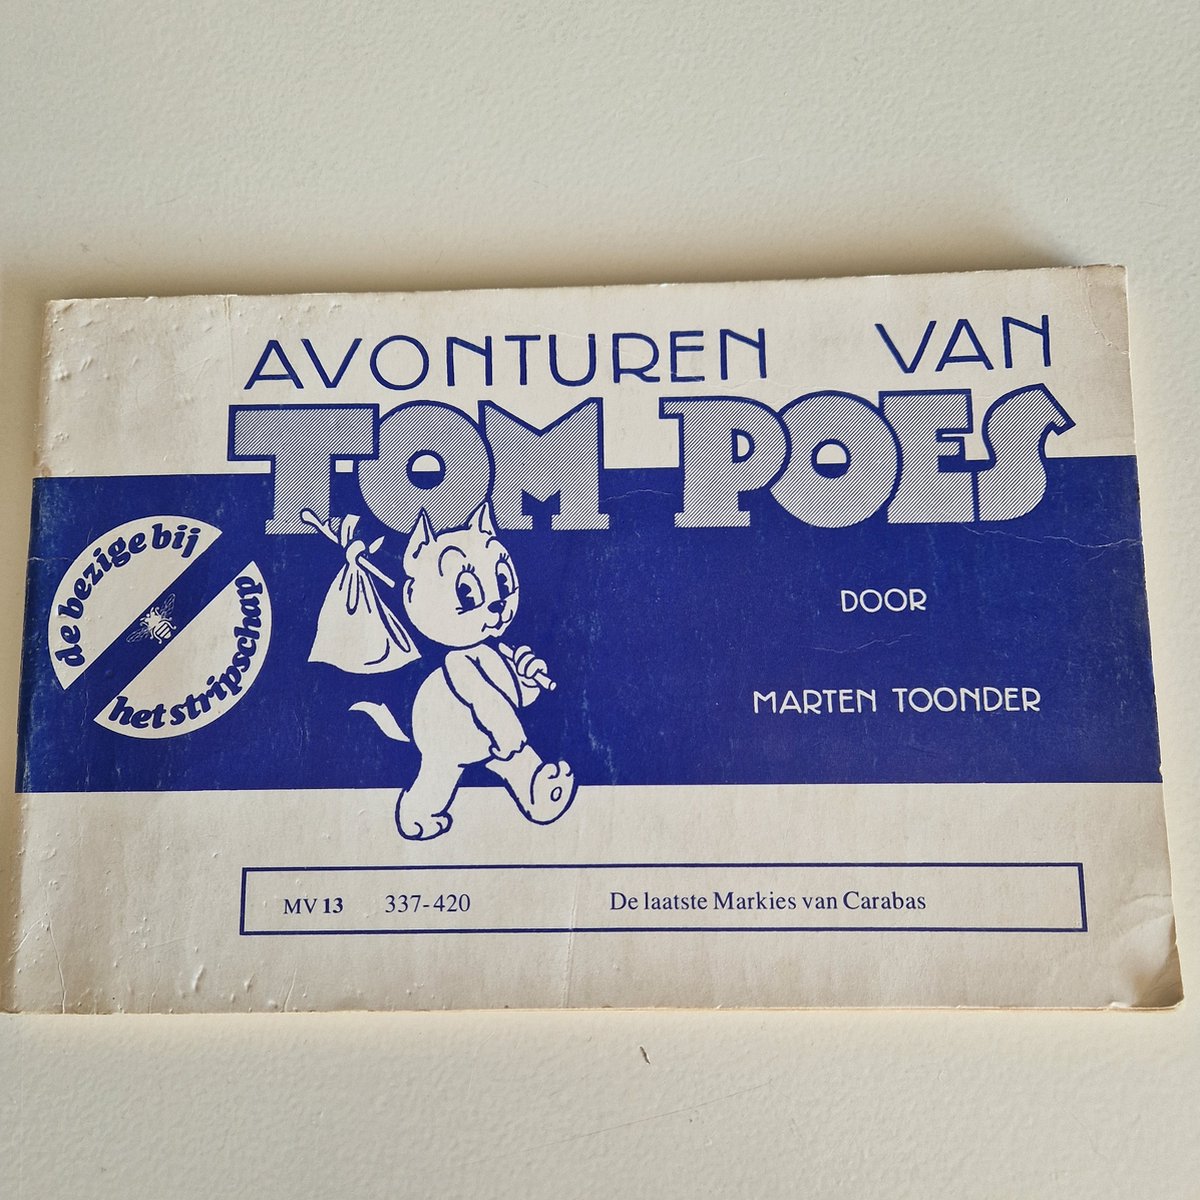 AVONTUREN VAN
TOM POES
de bezige bij
het stripschap
DOOR
MARTEN TOONDER
MV 13 337-420 De laatste Markies van Carabas